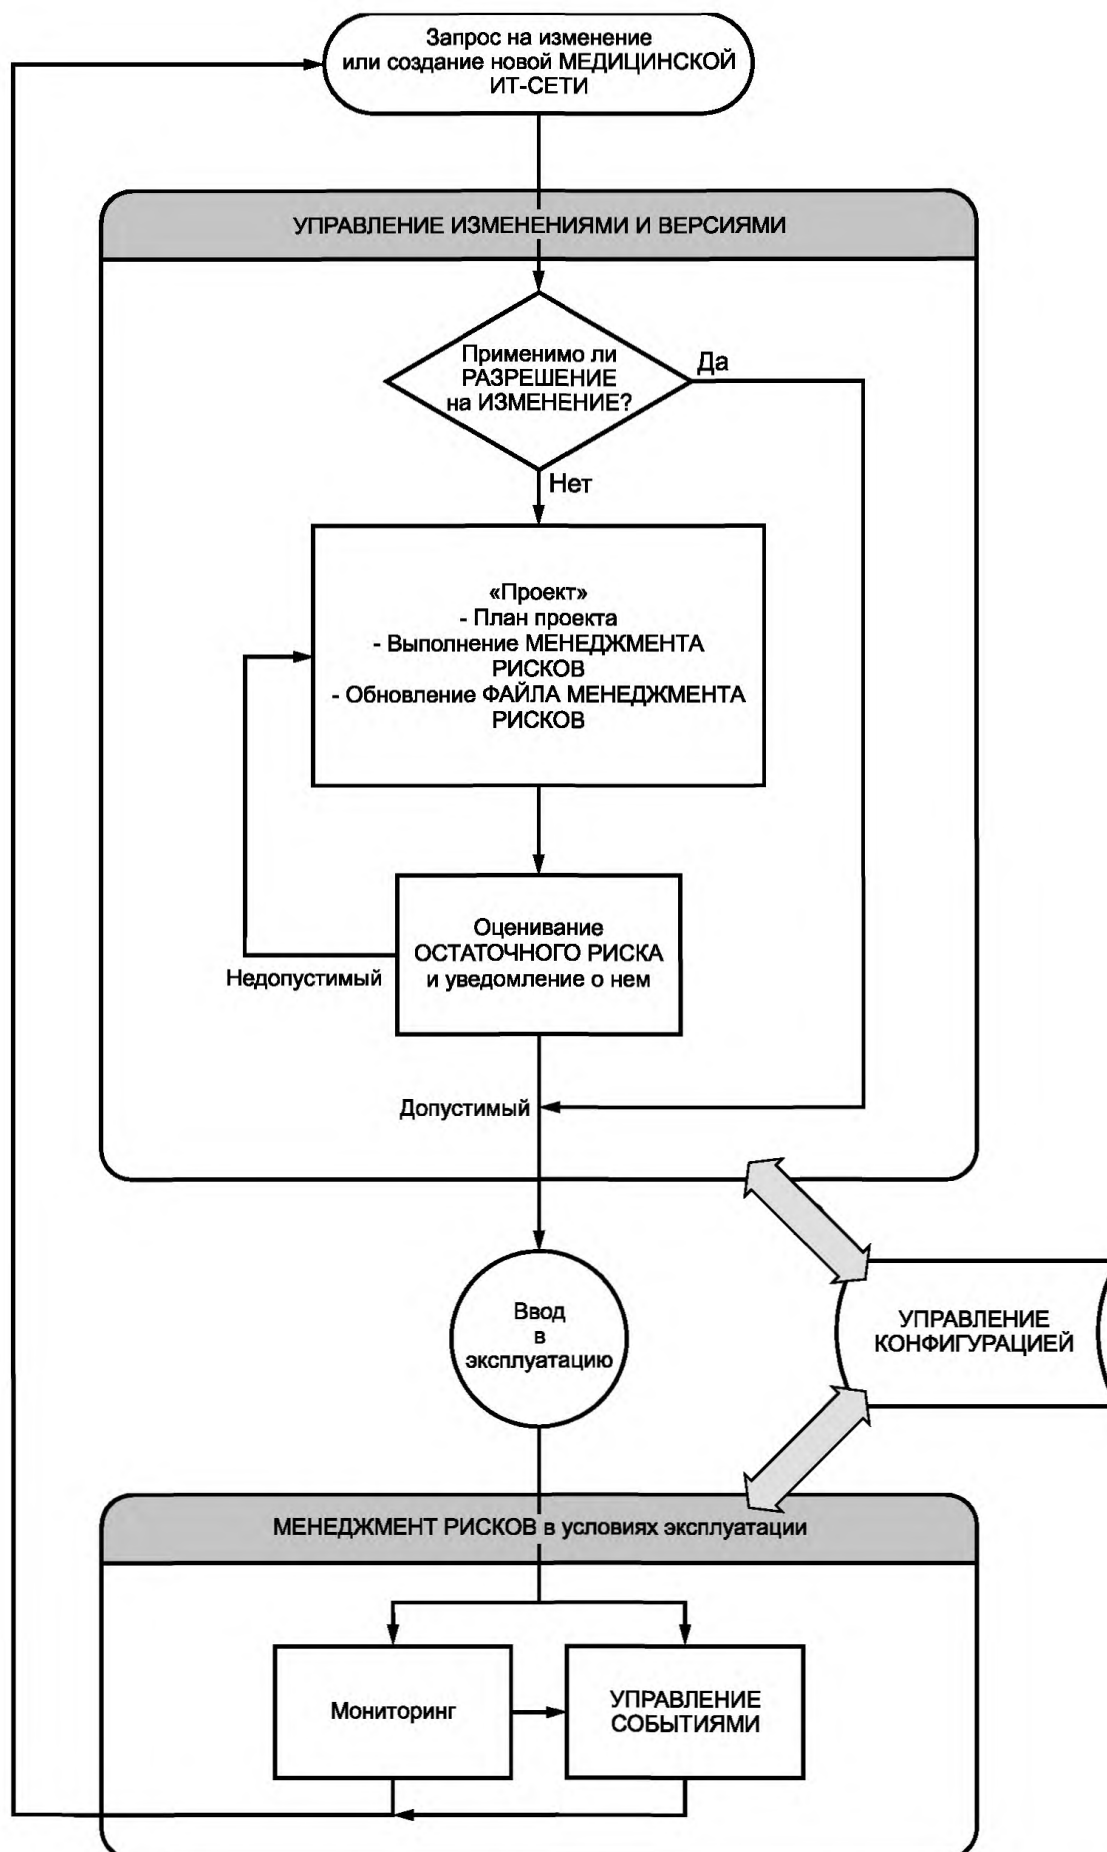 Запрос на изменение
или создание новой МЕДИЦИНСКОЙ
ИТ-СЕТИ
УПРАВЛЕНИЕ ИЗМЕНЕНИЯМИ И ВЕРСИЯМИ
Применимо ли
РАЗРЕШЕНИЕ
на ИЗМЕНЕНИЕ?
Да
Нет
«Проект»
- План проекта
- Выполнение МЕНЕДЖМЕНТА
РИСКОВ
- Обновление ФАЙЛА МЕНЕДЖМЕНТА
РИСКОВ
Оценивание
ОСТАТОЧНОГО РИСКА
и уведомление о нем
Недопустимый
Допустимый
Ввод
в
эксплуатацию
УПРАВЛЕНИЕ
КОНФИГУРАЦИЕЙ
МЕНЕДЖМЕНТ РИСКОВ в условиях эксплуатации
Мониторинг
УПРАВЛЕНИЕ
СОБЫТИЯМИ